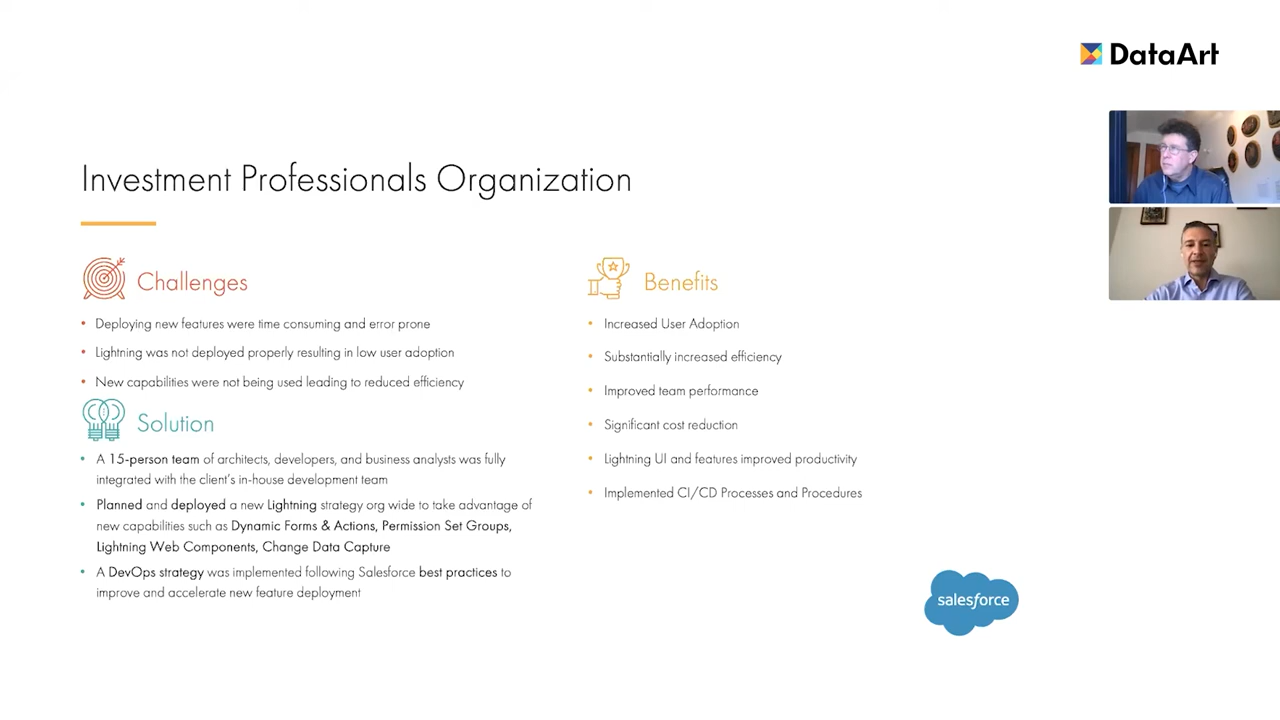 DataArt
Investment Professionals Organization
Challenges
• Deploying new features were time consuming and error prone
• Lightning was not deployed properly resulting in low user adoption
• New capabilities were not being used leading to reduced efficiency
Solution
• A 15-person team of architects, developers, and business analysts was fully
integrated with the client's in-house development team
• Planned and deployed a new Lightning strategy org wide to take advantage of
new capabilities such as Dynamic Forms & Actions, Permission Set Groups,
Lightning Web Components, Change Data Capture
• A DevOps strategy was implemented following Salesforce best practices to
improve and accelerate new feature deployment
Benefits
• Increased User Adoption
• Substantially increased efficiency
• Improved team performance
• Significant cost reduction
• Lightning UI and features improved productivity
• Implemented CI/CD Processes and Procedures
salesforce